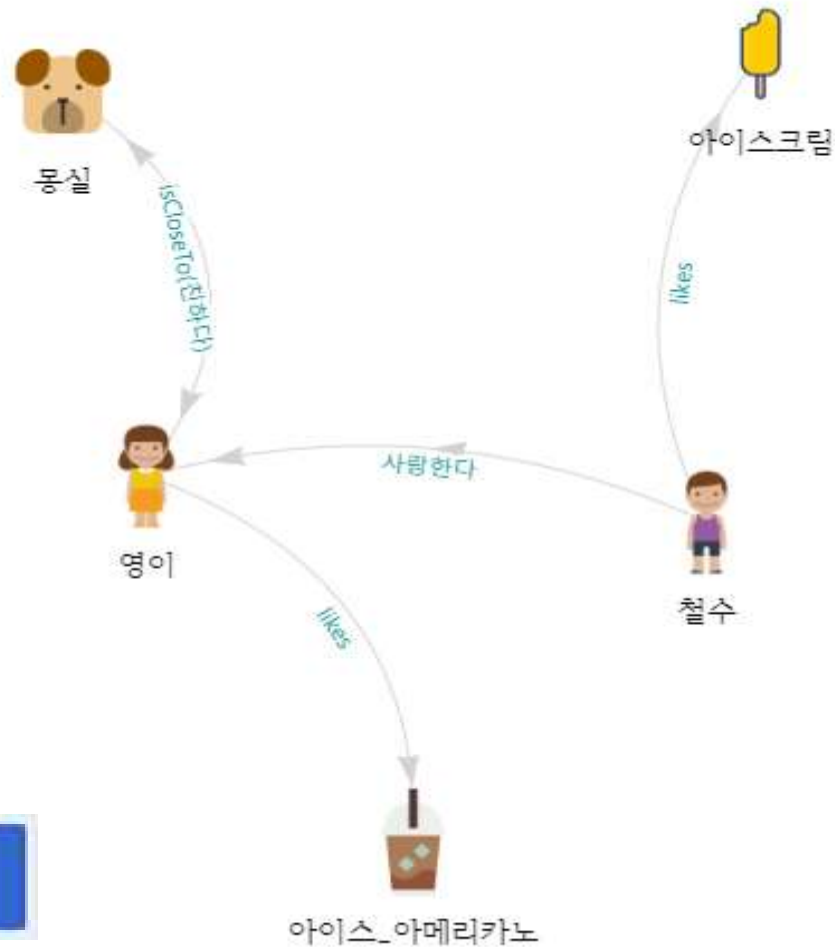 아이스크림
몽실
isCloseTo(친하다)
likes
사랑한다
영이
철수
likes
아이스_아메리카노